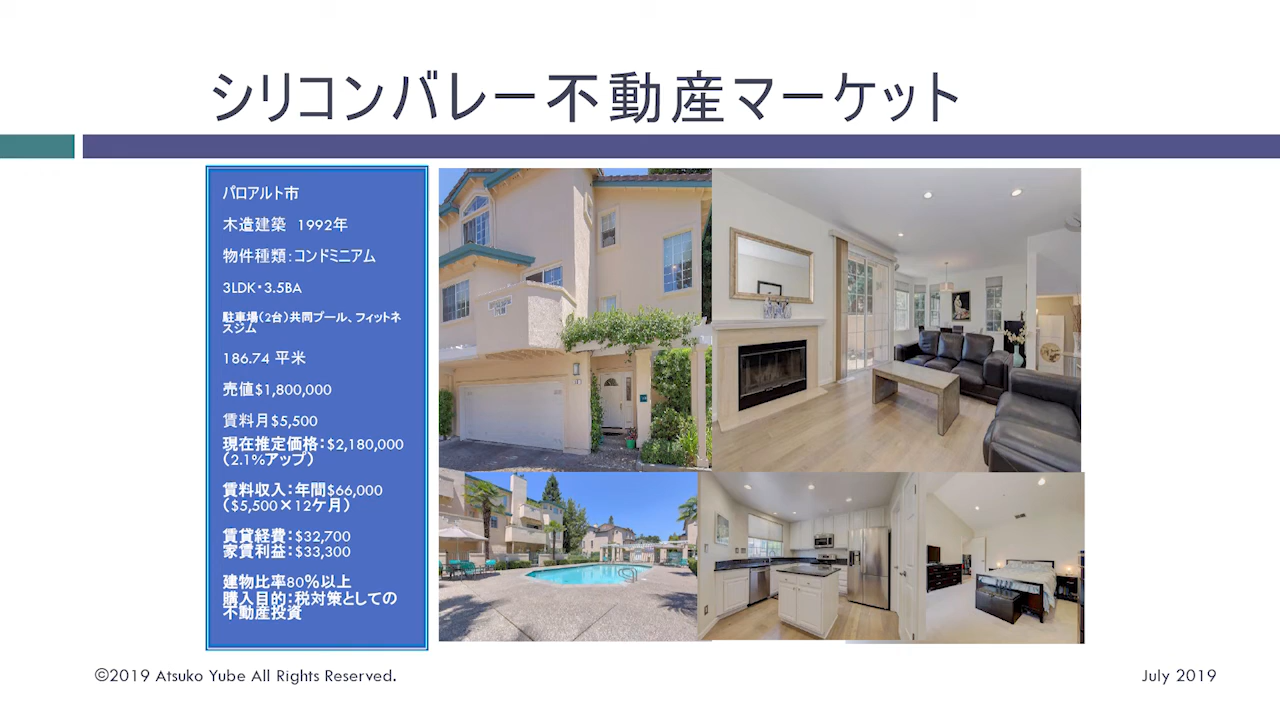 シリコンバレー不動産マーケット
パロアルト市
木造建築 1992年
物件種類:コンドミニアム
3LDK・3.5BA
駐車場(2台)共同プール、フィットネ
スジム
186.74 平米
売値$1,800,000
賃料月$5,500
現在推定価格:$2,180,000
(2.1%アップ)
賃料収入:年間$66,000
($5,500×12ケ月)
賃貸経費:$32,700
家賃利益:$33,300
建物比率80%以上
購入目的:税対策としての
不動産投資
©2019 Atsuko Yube All Rights Reserved.
July 2019